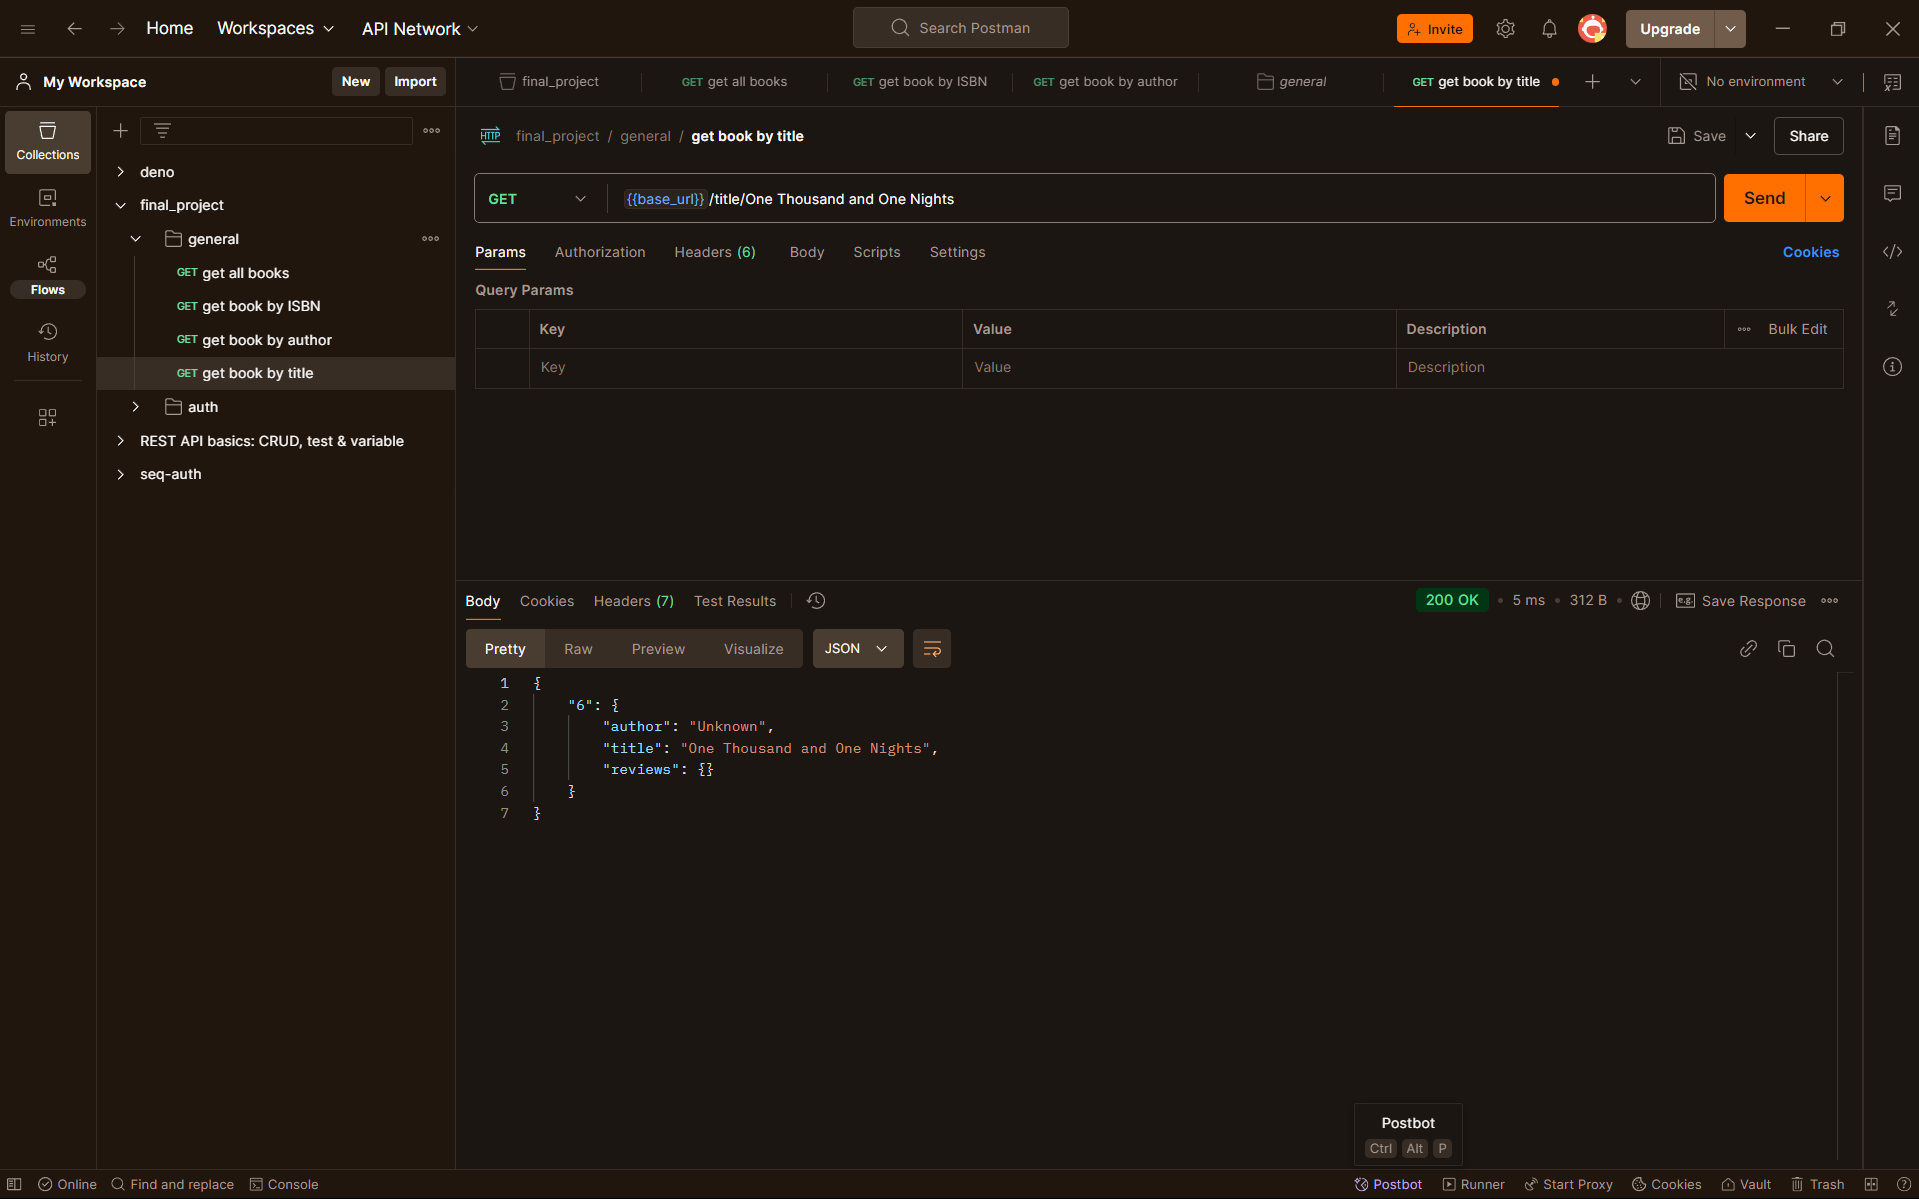 Home Workspaces API Network Search Postman Invite Upgrade
My Workspace New Import final_project GET get all books GET get book by ISBN GET get book by author general GET get book by title No environment
Collections
Environments
Flows
History
deno
final_project
general
GET get all books
GET get book by ISBN
GET get book by author
GET get book by title
auth
REST API basics: CRUD, test & variable
seq-auth
HTTP final_project / general / get book by title Save Share
GET {{base_url}}/title/One Thousand and One Nights Send
Params Authorization Headers (6) Body Scripts Settings Cookies
Query Params
Key Value Description Bulk Edit
Key Value Description
Body Cookies Headers (7) Test Results 200 OK 5 ms 312 B e.g. Save Response
Pretty Raw Preview Visualize JSON
1 {
2 "6": {
3 "author": "Unknown",
4 "title": "One Thousand and One Nights",
5 "reviews": {}
6 }
7 }
Postbot
Ctrl Alt P
Online Find and replace Console Postbot Runner Start Proxy Cookies Vault Trash